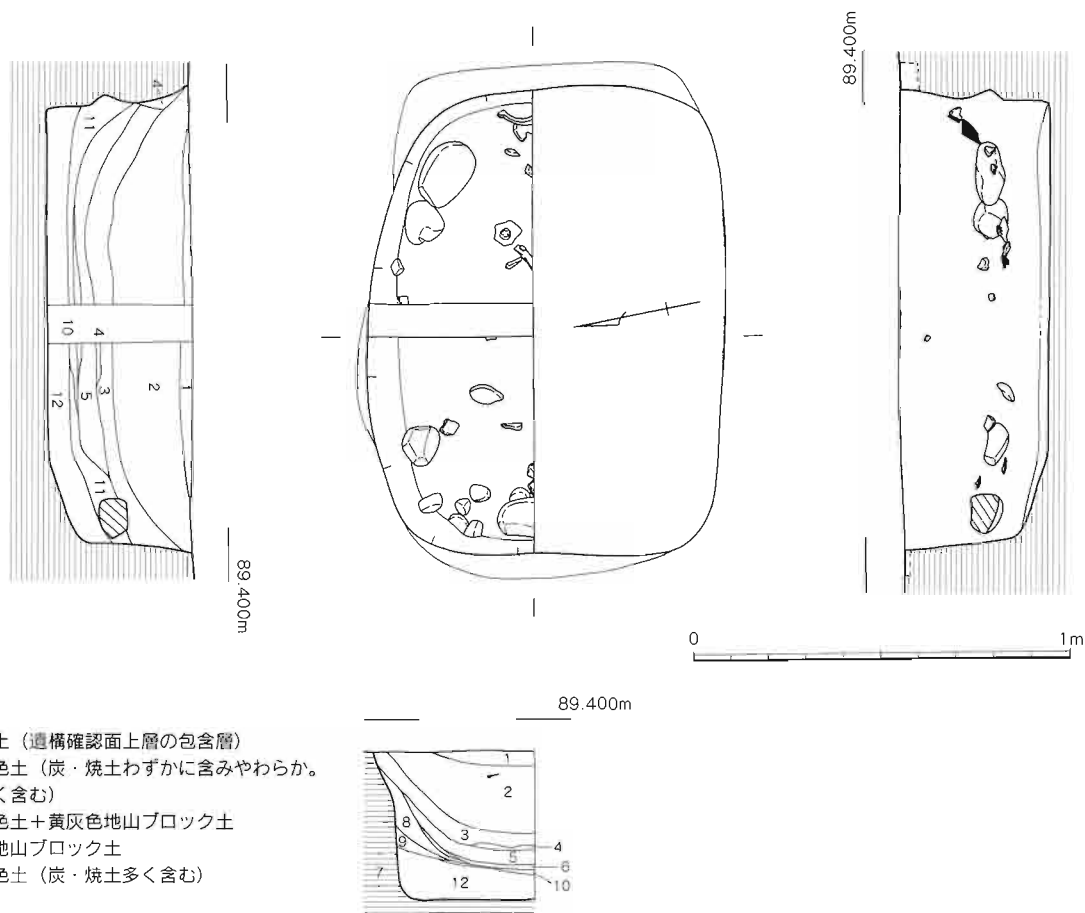 89.400m
4
11
10
4
12
5
3
2
1
11
89.400m
0
1m
89.400m
土（遺構確認面上層の包含層）
色土（炭・焼土わずかに含みやわらか。
く含む）
色土＋黄灰色地山ブロック土
地山ブロック土
色土（炭・焼土多く含む）
1
2
3
4
5
6
8
9
7
12
10